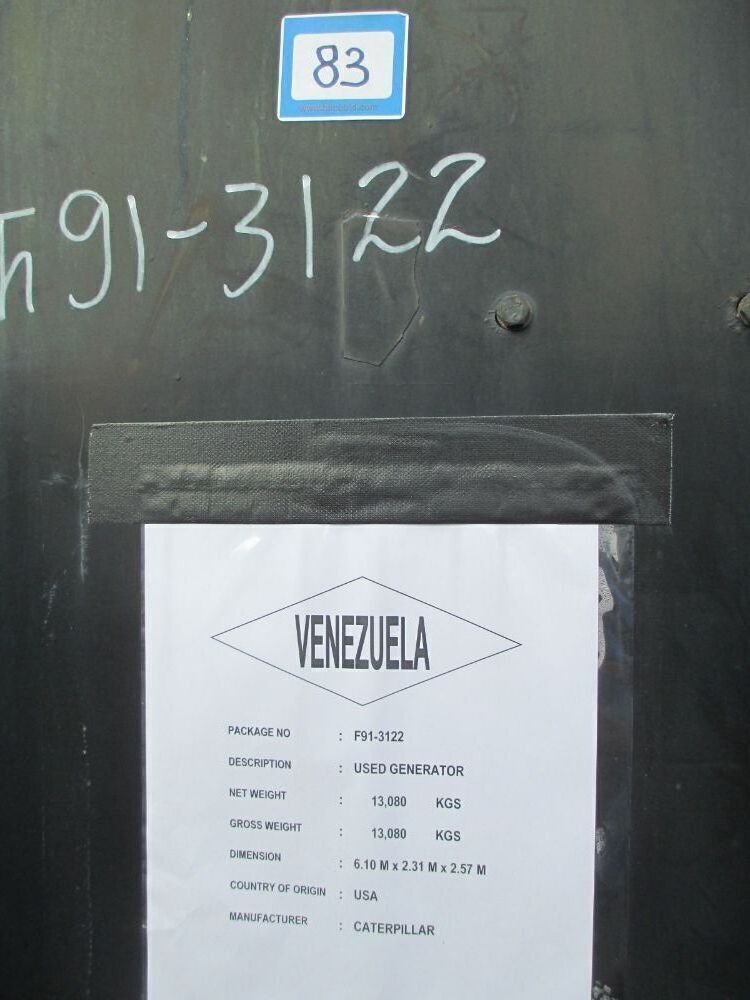 83
F91-3122
VENEZUELA
PACKAGE NO : F91-3122
DESCRIPTION : USED GENERATOR
NET WEIGHT : 13,080 KGS
GROSS WEIGHT : 13,080 KGS
DIMENSION : 6.10 M x 2.31 M x 2.57 M
COUNTRY OF ORIGIN : USA
MANUFACTURER : CATERPILLAR